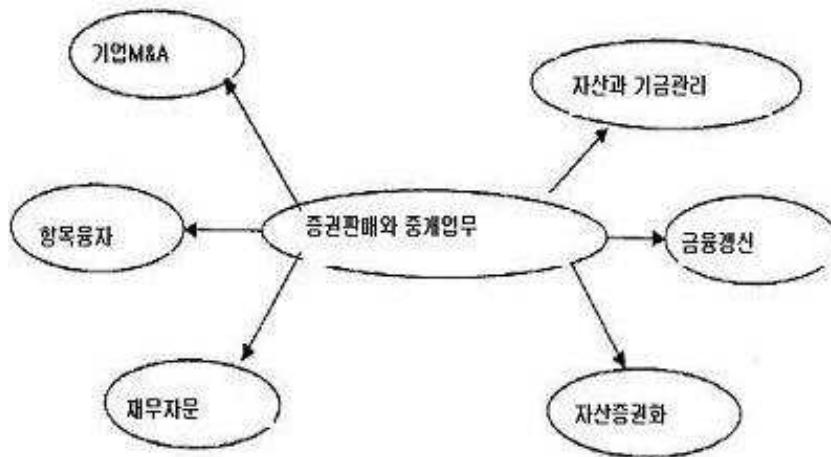 기업M&A
자산과 기금관리
항목융자
증권판매와 중개업무
금융갱신
재무자문
자산증권화